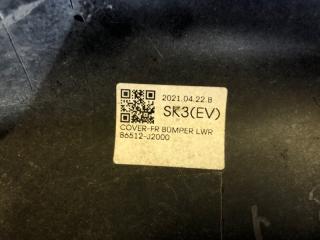 2021.04.22.B
SK3(EV)
COVER-FR BUMPER LWR
86512-J2000